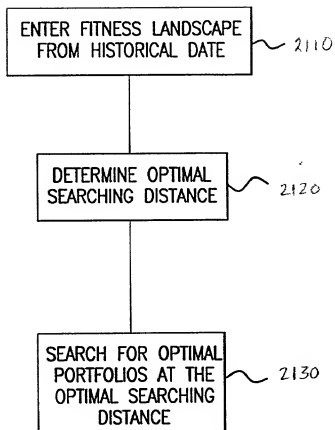 ENTER FITNESS LANDSCAPE
FROM HISTORICAL DATE
2110
DETERMINE OPTIMAL
SEARCHING DISTANCE
2120
SEARCH FOR OPTIMAL
PORTFOLIOS AT THE
OPTIMAL SEARCHING
DISTANCE
2130